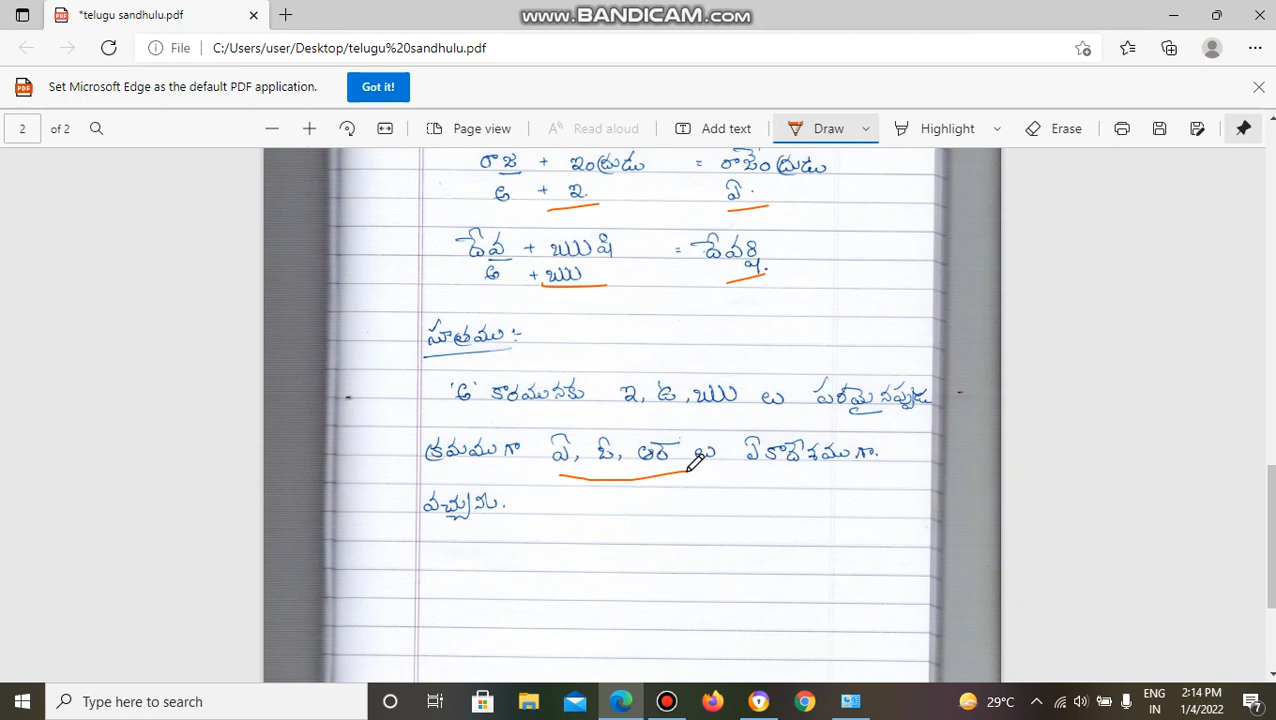 *telugu sandhulu.pdf
www.BANDICAM.com
File C:/Users/user/Desktop/telugu%20sandhulu.pdf
Set Microsoft Edge as the default PDF application. Got it!
2 of 2 Page view Read aloud Add text Draw Highlight Erase
రాజ + ఇంద్రుడు = రాజేంద్రుడు
అ + ఇ ఏ.
దేవ + ఋషి = దేవర్షి
అ + ఋ
సూత్రము :-
'అ' కారమునకు ఇ, ఉ, ఋ లు పరమైనప్పుడు
క్రమముగా ఏ, ఓ, ఆర్ లు ఏకాదేశముగా.
వచ్చును.
Type here to search
29°C ENG IN 2:14 PM 1/4/2022